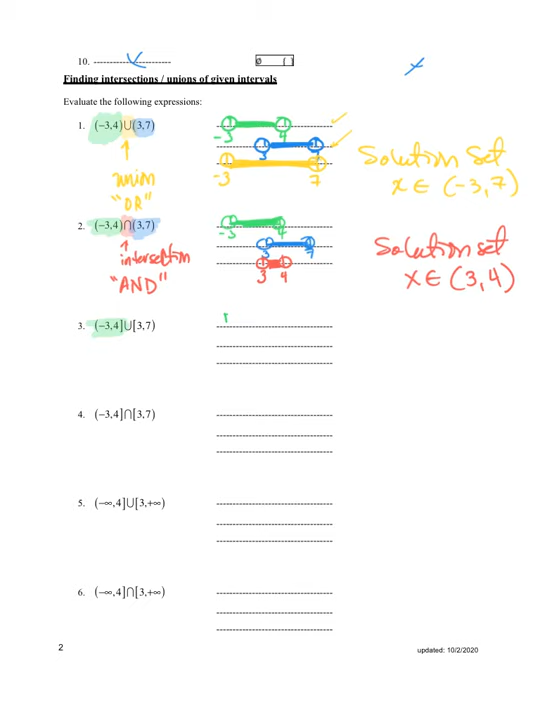 10. ----------------------
∅ { }
Finding intersections / unions of given intervals
Evaluate the following expressions:
1. (−3,4)⋃(3,7)
-3 4
3 7
-3 7
union
"OR"
Solution Set
x ∈ (-3,7)
2. (−3,4)⋂(3,7)
-3 4
3 7
3 4
intersection
"AND"
Solution set
x ∈ (3,4)
3. (−3,4]⋃[3,7)
4. (−3,4]⋂[3,7)
5. (−∞,4]⋃[3,+∞)
6. (−∞,4]⋂[3,+∞)
2
updated: 10/2/2020